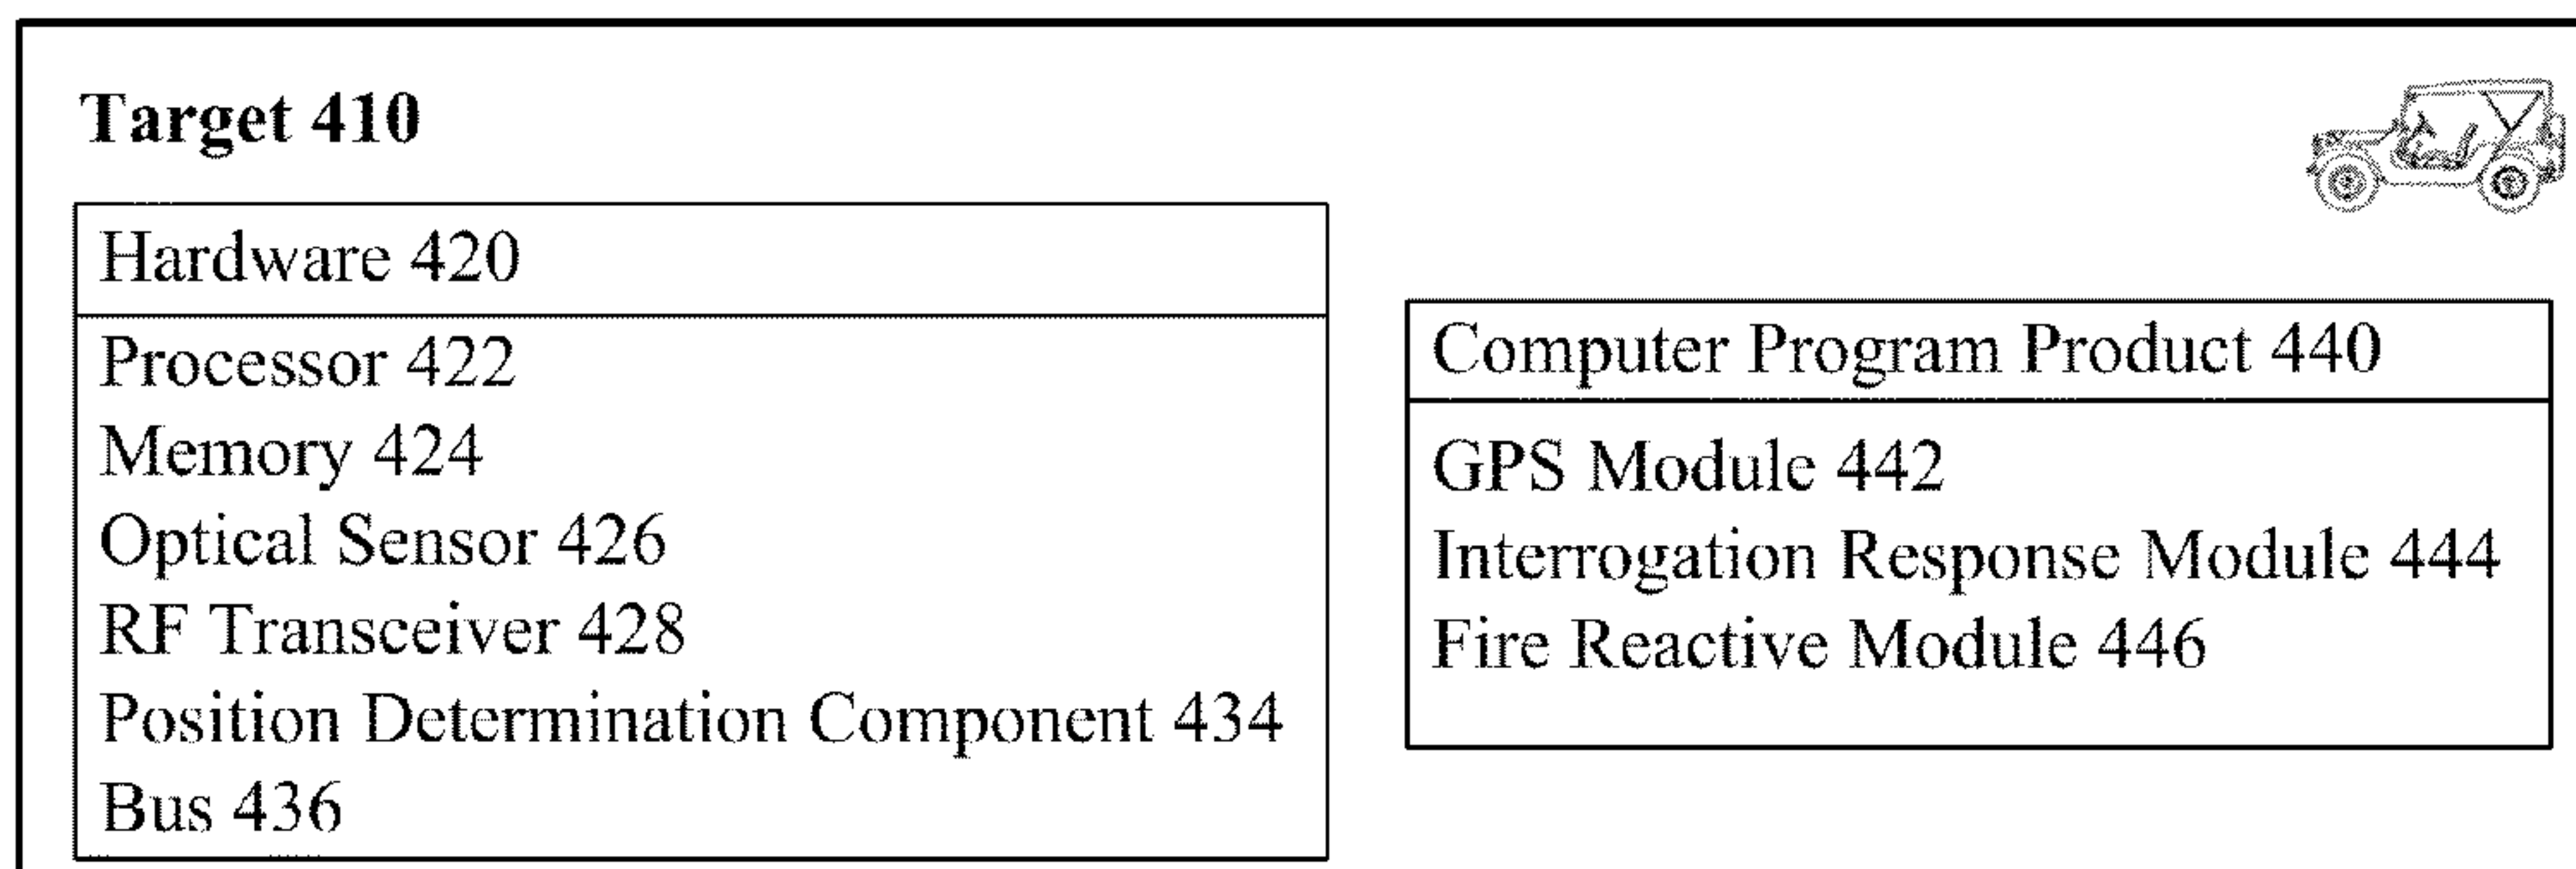 Target 410
Hardware 420
Processor 422
Memory 424
Optical Sensor 426
RF Transceiver 428
Position Determination Component 434
Bus 436
Computer Program Product 440
GPS Module 442
Interrogation Response Module 444
Fire Reactive Module 446